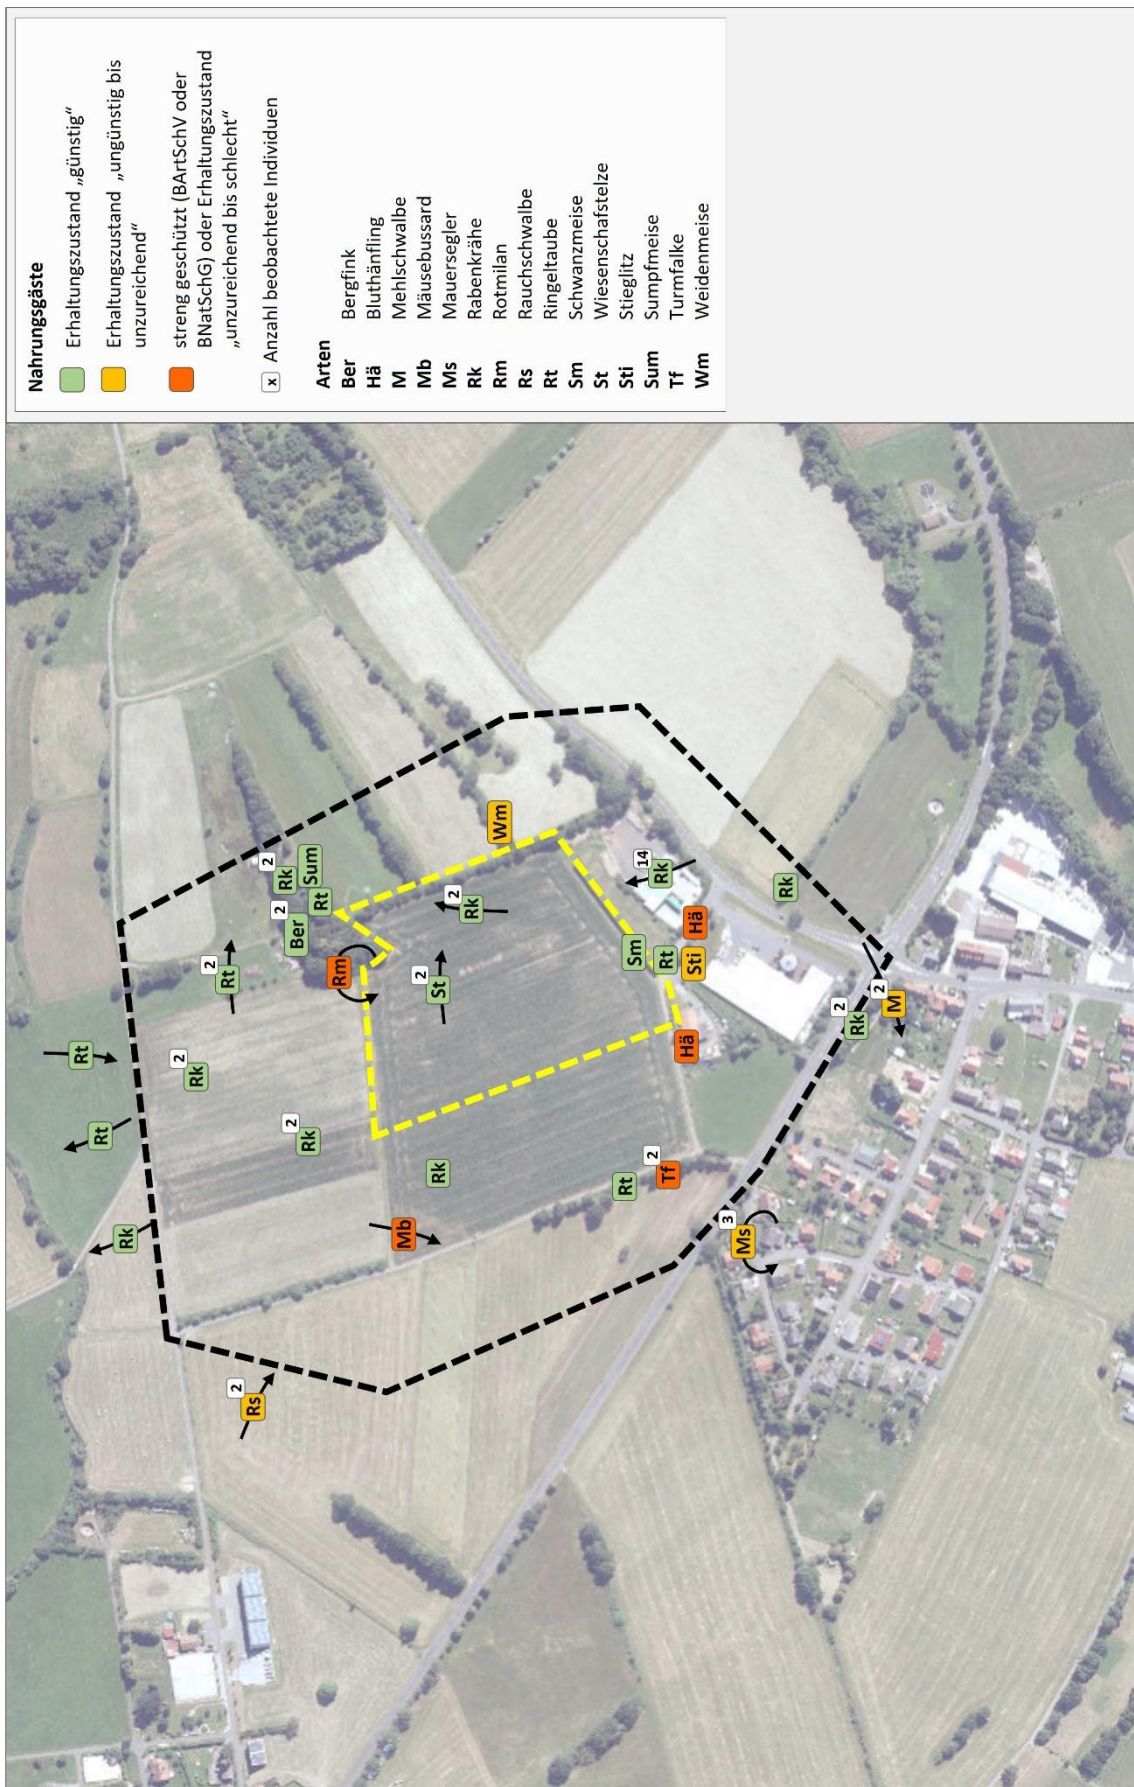 Nahrungsgäste
Erhaltungszustand „günstig“
Erhaltungszustand „ungünstig bis
unzureichend“
streng geschützt (BArtSchV oder
BNatSchG) oder Erhaltungszustand
„unzureichend bis schlecht“
x Anzahl beobachtete Individuen
Arten
Ber Bergfink
Hä Bluthänfling
M Mehlschwalbe
Mb Mäusebussard
Ms Mauersegler
Rk Rabenkrähe
Rm Rotmilan
Rs Rauchschwalbe
Rt Ringeltaube
Sm Schwanzmeise
St Wiesenschafstelze
Sti Stieglitz
Sum Sumpfmeise
Tf Turmfalke
Wm Weidenmeise
Rt
Rt
Rk
2
Rk
2
Rt
2
Rs
2
Rk
2
Ber
2
Rk
Sum
Rt
Rm
Mb
2
St
Rk
2
Rk
Wm
Rt
Sm
14
Rk
Rt
2
Tf
Hä
Sti
Hä
3
Ms
Rk
2
Rk
2
M